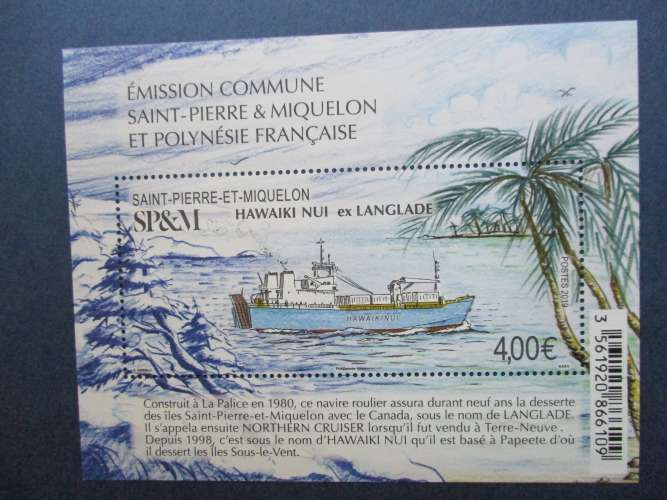 ÉMISSION COMMUNE
SAINT-PIERRE & MIQUELON
ET POLYNÉSIE FRANÇAISE
SAINT-PIERRE-ET-MIQUELON
SP&M
HAWAIKI NUI ex LANGLADE
POSTES 2019
HAWAIKINUI
4,00€
3 561920 866109
Construit à La Palice en 1980, ce navire roulier assura durant neuf ans la desserte
des îles Saint-Pierre-et-Miquelon avec le Canada, sous le nom de LANGLADE.
Il s'appela ensuite NORTHERN CRUISER lorsqu'il fut vendu à Terre-Neuve.
Depuis 1998, c'est sous le nom d'HAWAIKI NUI qu'il est basé à Papeete d'où
il dessert les Îles Sous-le-Vent.